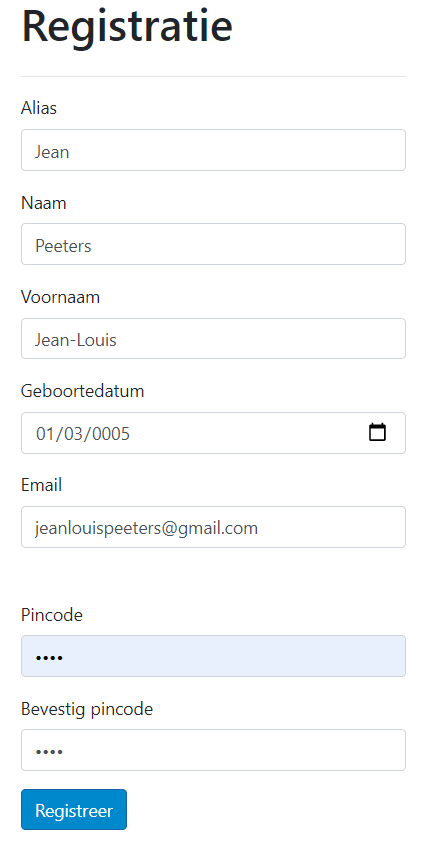 Registratie
Alias
Jean
Naam
Peeters
Voornaam
Jean-Louis
Geboortedatum
01/03/0005
Email
jeanlouispeeters@gmail.com
Pincode
••••
Bevestig pincode
••••
Registreer